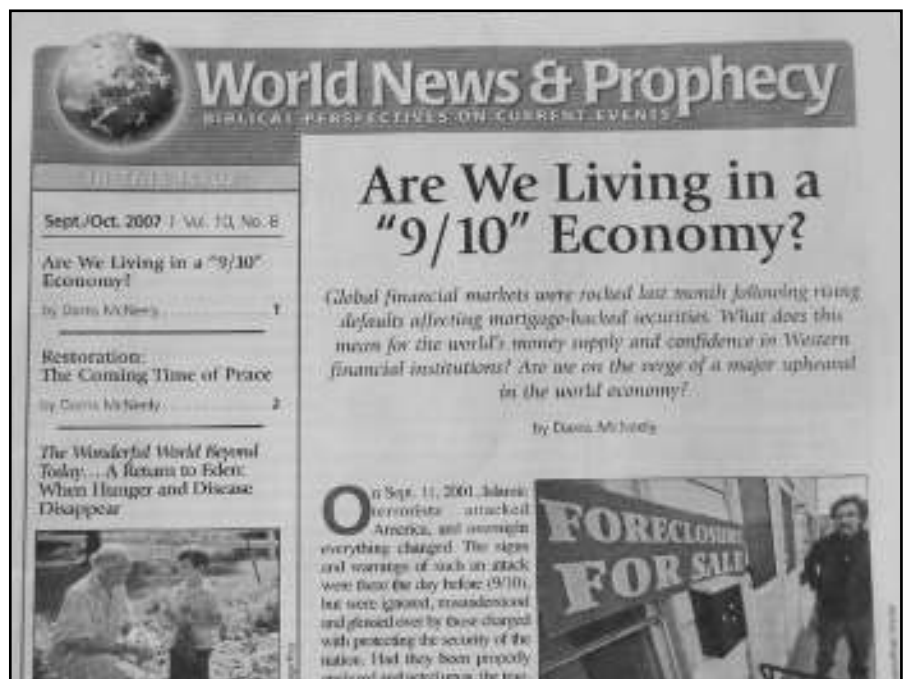 World News & Prophecy
BIBLICAL PERSPECTIVES ON CURRENT EVENTS
In This Issue
Sept./Oct. 2007 | Vol. 10, No. 8
Are We Living in a "9/10"
Economy?
by Darris McNeely 1
Restoration:
The Coming Time of Peace
by Darris McNeely 2
The Wonderful World Beyond
Today… A Return to Eden:
When Hunger and Disease
Disappear
Are We Living in a
"9/10" Economy?
Global financial markets were rocked last month following rising
defaults affecting mortgage-backed securities. What does this
mean for the world's money supply and confidence in Western
financial institutions? Are we on the verge of a major upheaval
in the world economy?
by Darris McNeely
On Sept. 11, 2001, Islamic
terrorists attacked
America, and overnight
everything changed. The signs
and warnings of such an attack
were there the day before (9/10),
but were ignored, misunderstood
and glossed over by those charged
with protecting the security of the
nation. Had they been properly
FORECLOSURE
FOR SALE